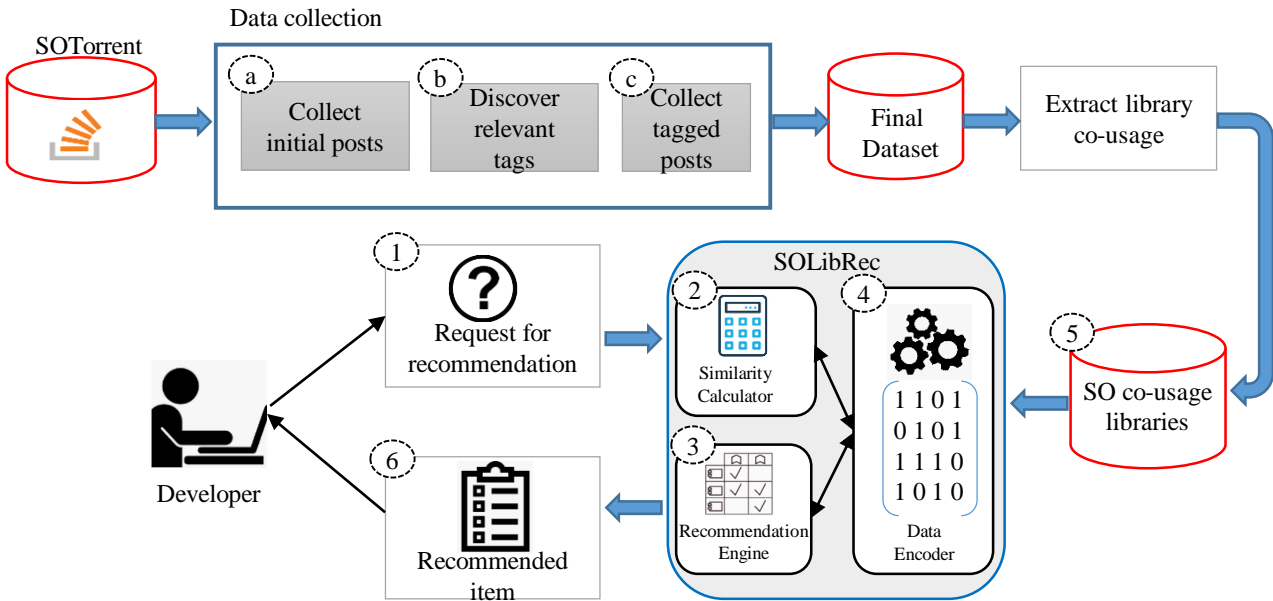 Data collection
SOTorrent
a
Collect
initial posts
b
Discover
relevant
tags
c
Collect
tagged
posts
Final
Dataset
Extract library
co-usage
1
?
Request for
recommendation
SOLibRec
2
Similarity
Calculator
3
Recommendation
Engine
4
1 1 0 1
0 1 0 1
1 1 1 0
1 0 1 0
Data
Encoder
5
SO co-usage
libraries
Developer
6
Recommended
item